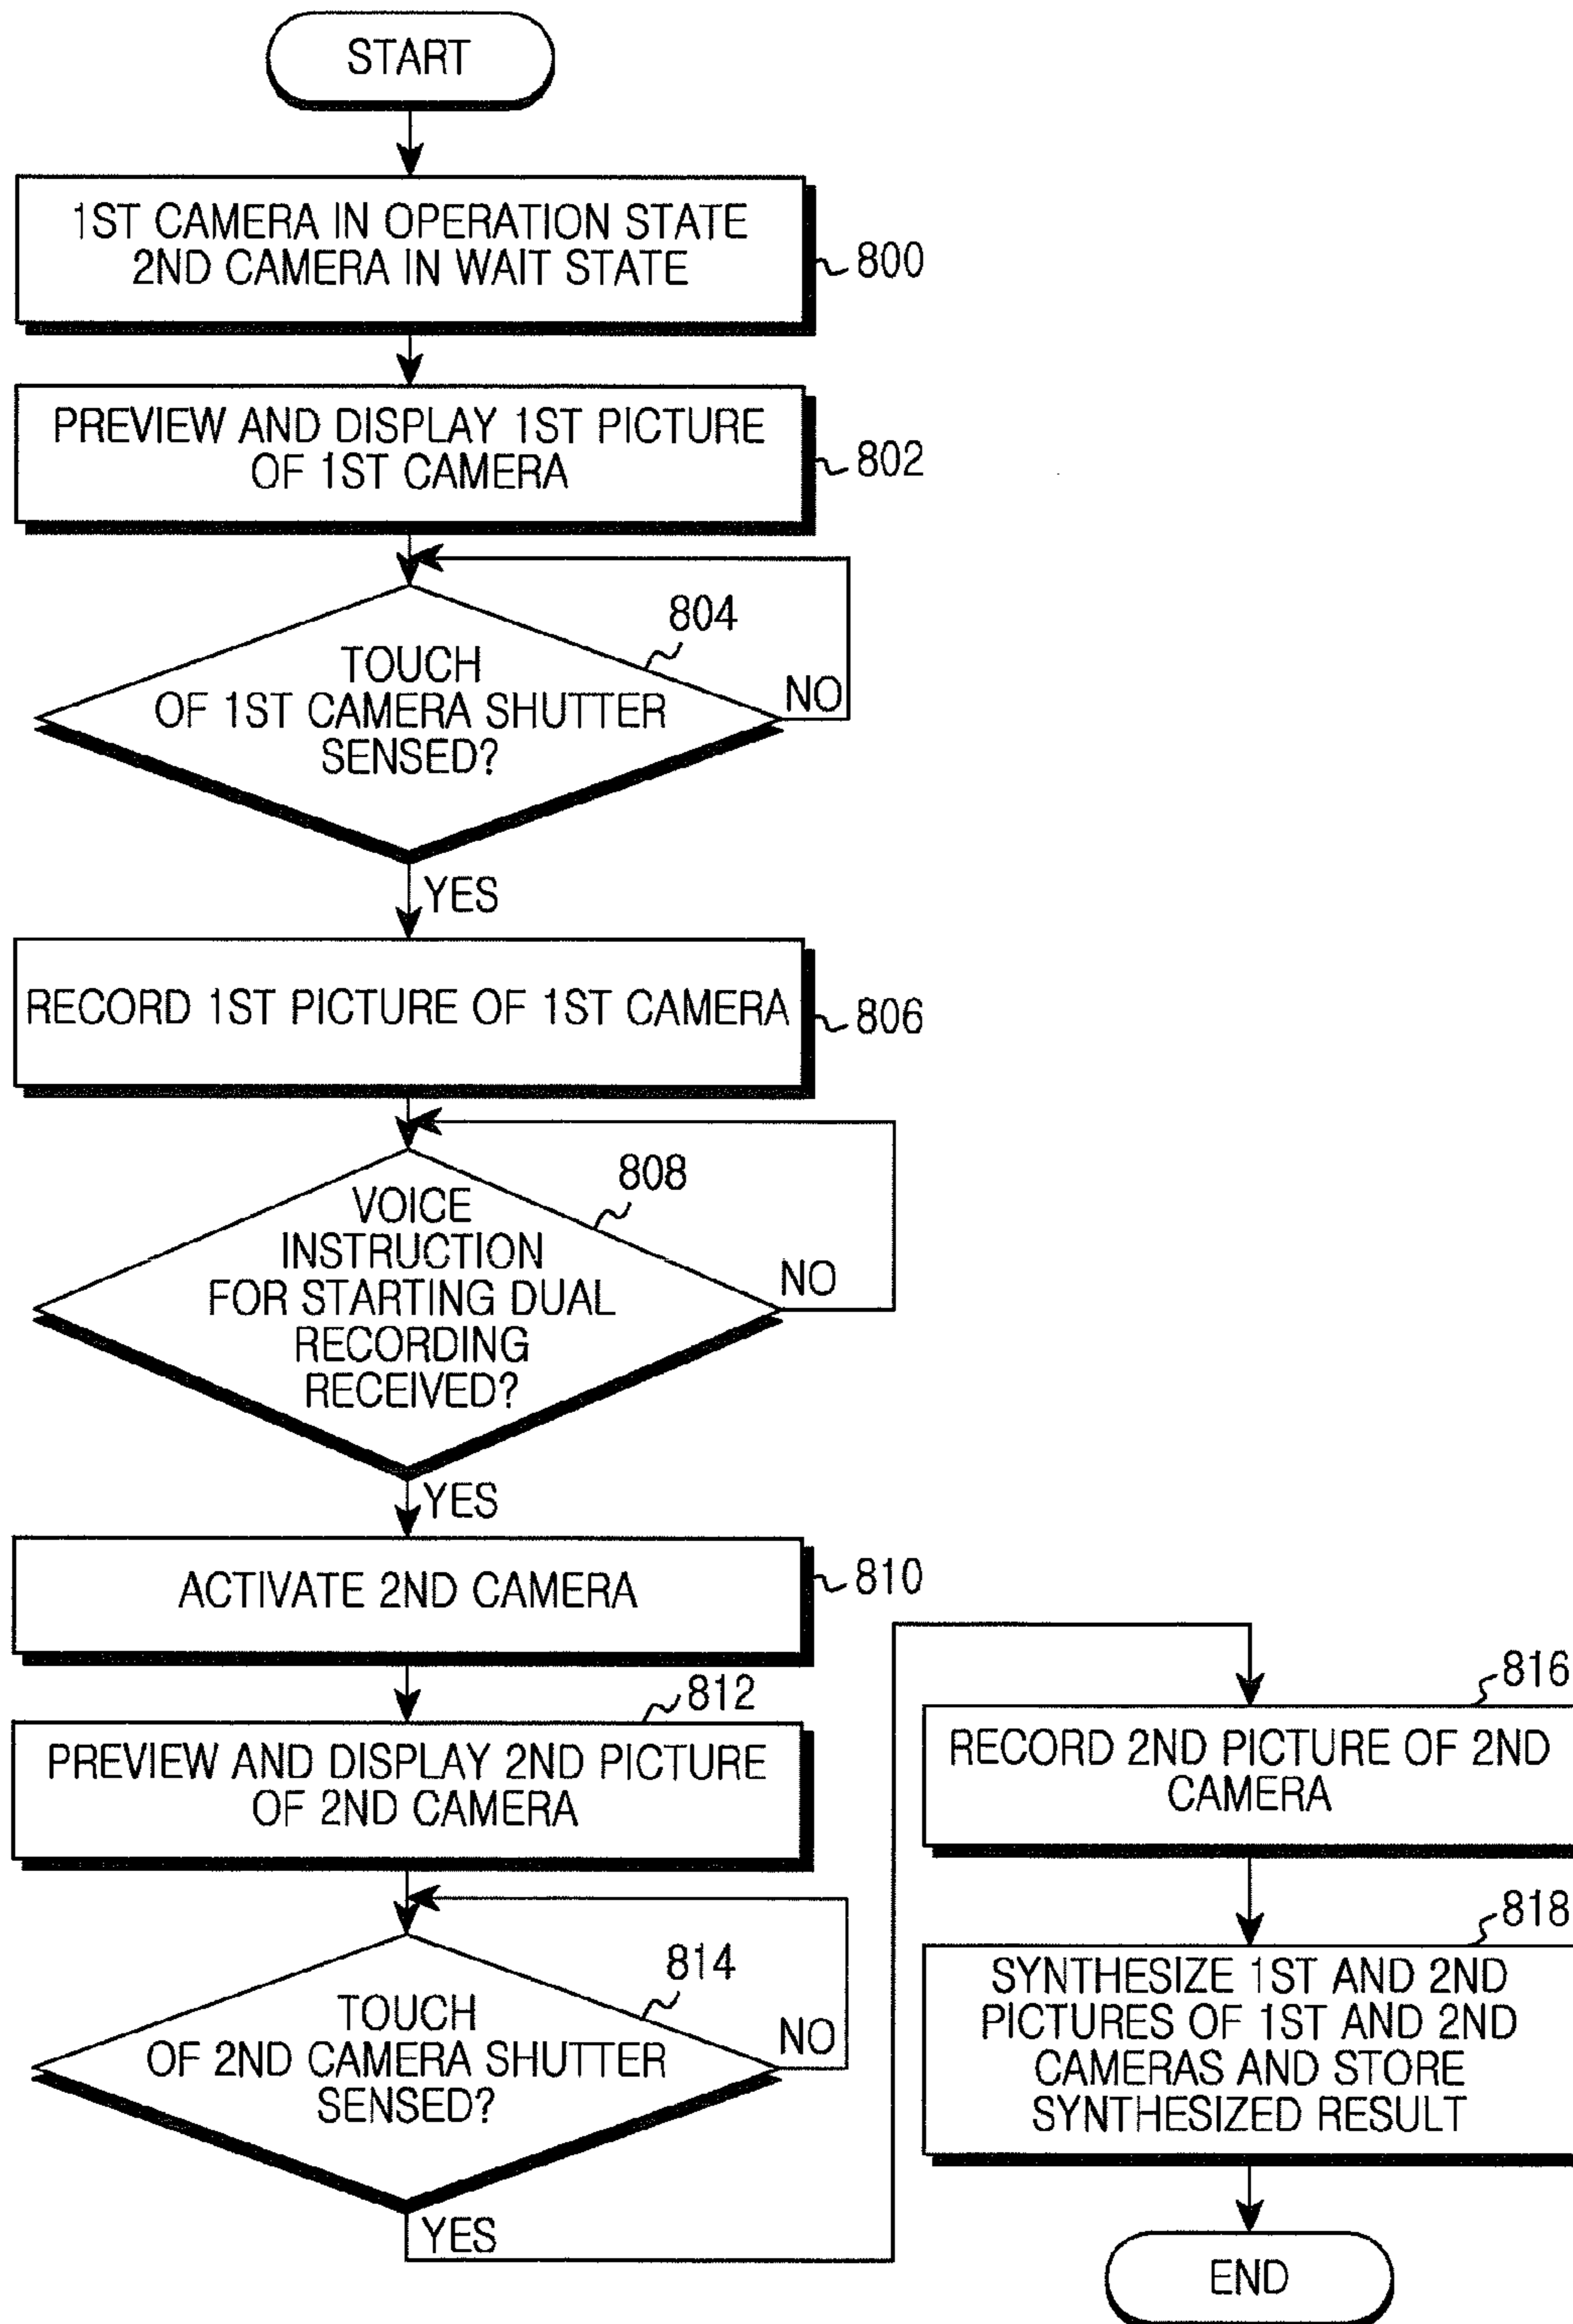 START
1ST CAMERA IN OPERATION STATE
2ND CAMERA IN WAIT STATE
800
PREVIEW AND DISPLAY 1ST PICTURE
OF 1ST CAMERA
802
804
TOUCH
OF 1ST CAMERA SHUTTER
SENSED?
NO
YES
RECORD 1ST PICTURE OF 1ST CAMERA
806
808
VOICE
INSTRUCTION
FOR STARTING DUAL
RECORDING
RECEIVED?
NO
YES
ACTIVATE 2ND CAMERA
810
812
PREVIEW AND DISPLAY 2ND PICTURE
OF 2ND CAMERA
814
TOUCH
OF 2ND CAMERA SHUTTER
SENSED?
NO
YES
816
RECORD 2ND PICTURE OF 2ND
CAMERA
818
SYNTHESIZE 1ST AND 2ND
PICTURES OF 1ST AND 2ND
CAMERAS AND STORE
SYNTHESIZED RESULT
END